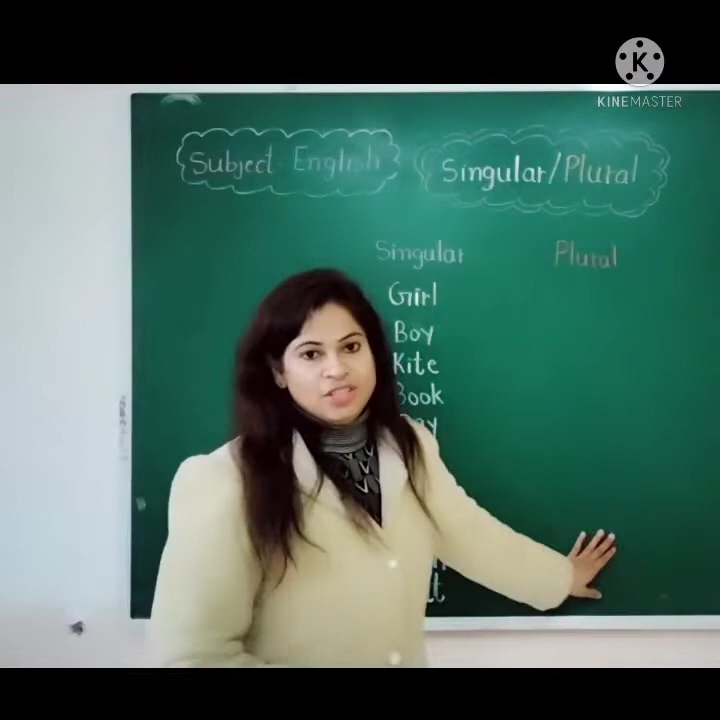 KINEMASTER
Subject - English
Singular/Plural
Singular Plural
Girl
Boy
Kite
Book